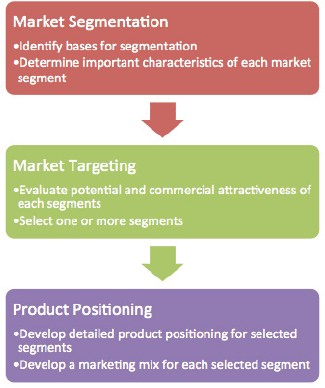 Market Segmentation
•Identify bases for segmentation
•Determine important characteristics of each market
segment
Market Targeting
•Evaluate potential and commercial attractiveness of
each segments
•Select one or more segments
Product Positioning
•Develop detailed product positioning for selected
segments
•Develop a marketing mix for each selected segment